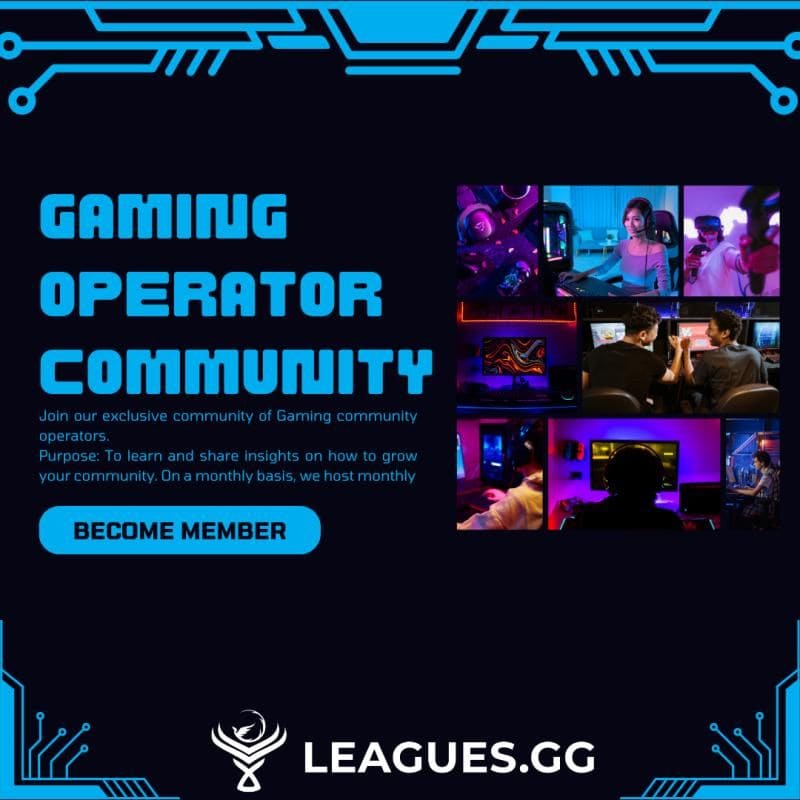 GAMING
OPERATOR
COMMUNITY
Join our exclusive community of Gaming community
operators.
Purpose: To learn and share insights on how to grow
your community. On a monthly basis, we host monthly
BECOME MEMBER
LEAGUES.GG